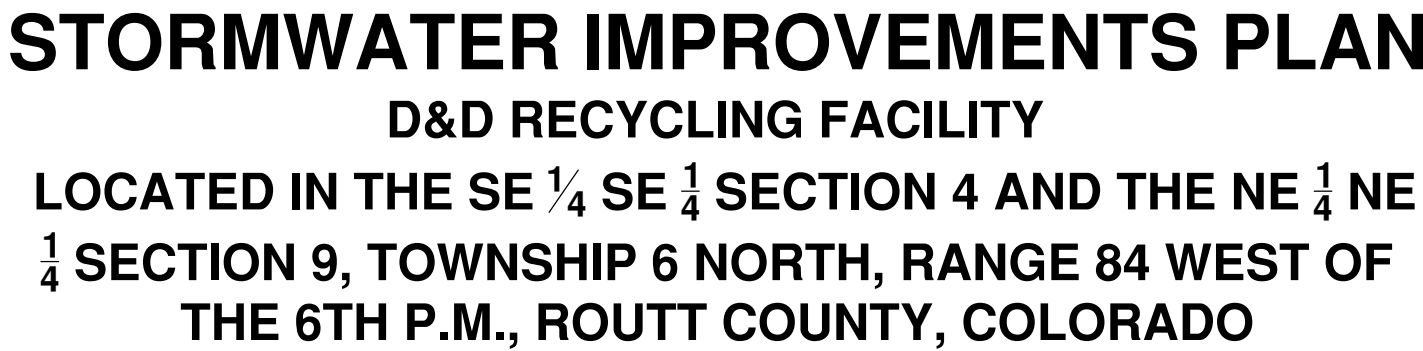 STORMWATER IMPROVEMENTS PLAN
D&D RECYCLING FACILITY
LOCATED IN THE SE ¼ SE ¼ SECTION 4 AND THE NE ¼ NE
¼ SECTION 9, TOWNSHIP 6 NORTH, RANGE 84 WEST OF
THE 6TH P.M., ROUTT COUNTY, COLORADO